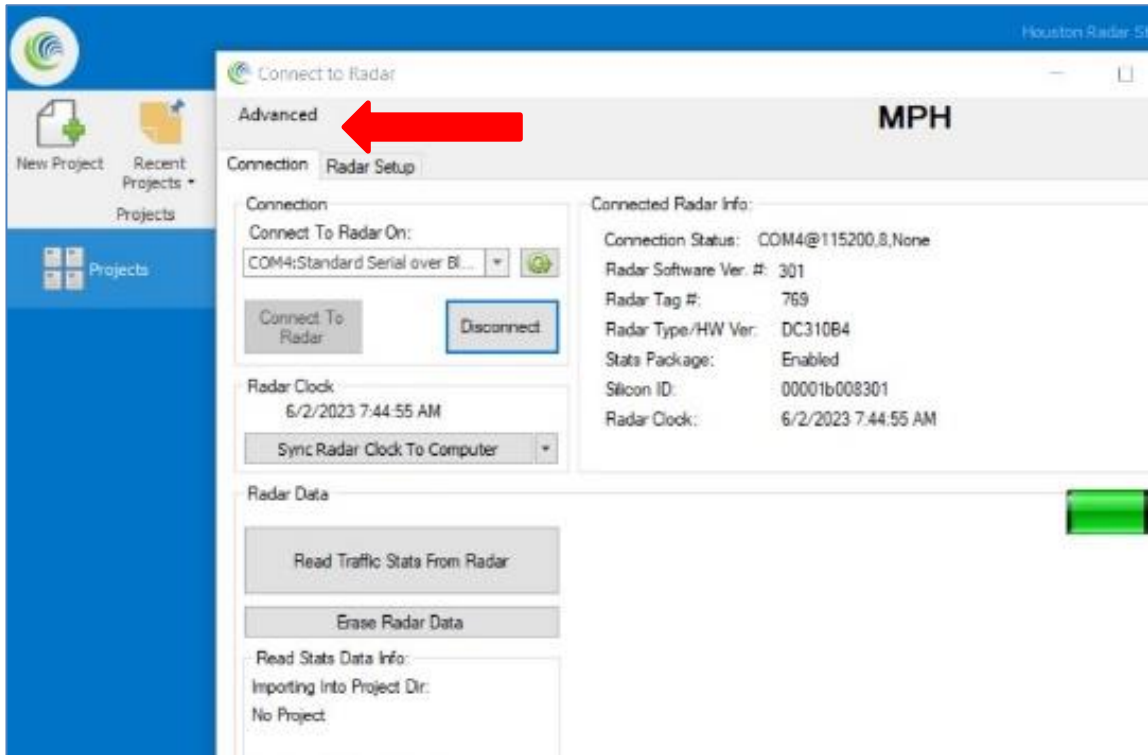 Houston Radar St
Connect to Radar
Advanced
MPH
New Project
Recent Projects
Projects
Projects
Connection
Radar Setup
Connection
Connect To Radar On:
COM4:Standard Serial over Bl...
Connect To
Radar
Disconnect
Radar Clock
6/2/2023 7:44:55 AM
Sync Radar Clock To Computer
Radar Data
Read Traffic Stats From Radar
Erase Radar Data
Read Stats Data Info:
Importing Into Project Dir:
No Project
Connected Radar Info:
Connection Status: COM4@115200,8,None
Radar Software Ver. #: 301
Radar Tag #: 769
Radar Type/HW Ver: DC310B4
Stats Package: Enabled
Silicon ID: 00001b008301
Radar Clock: 6/2/2023 7:44:55 AM